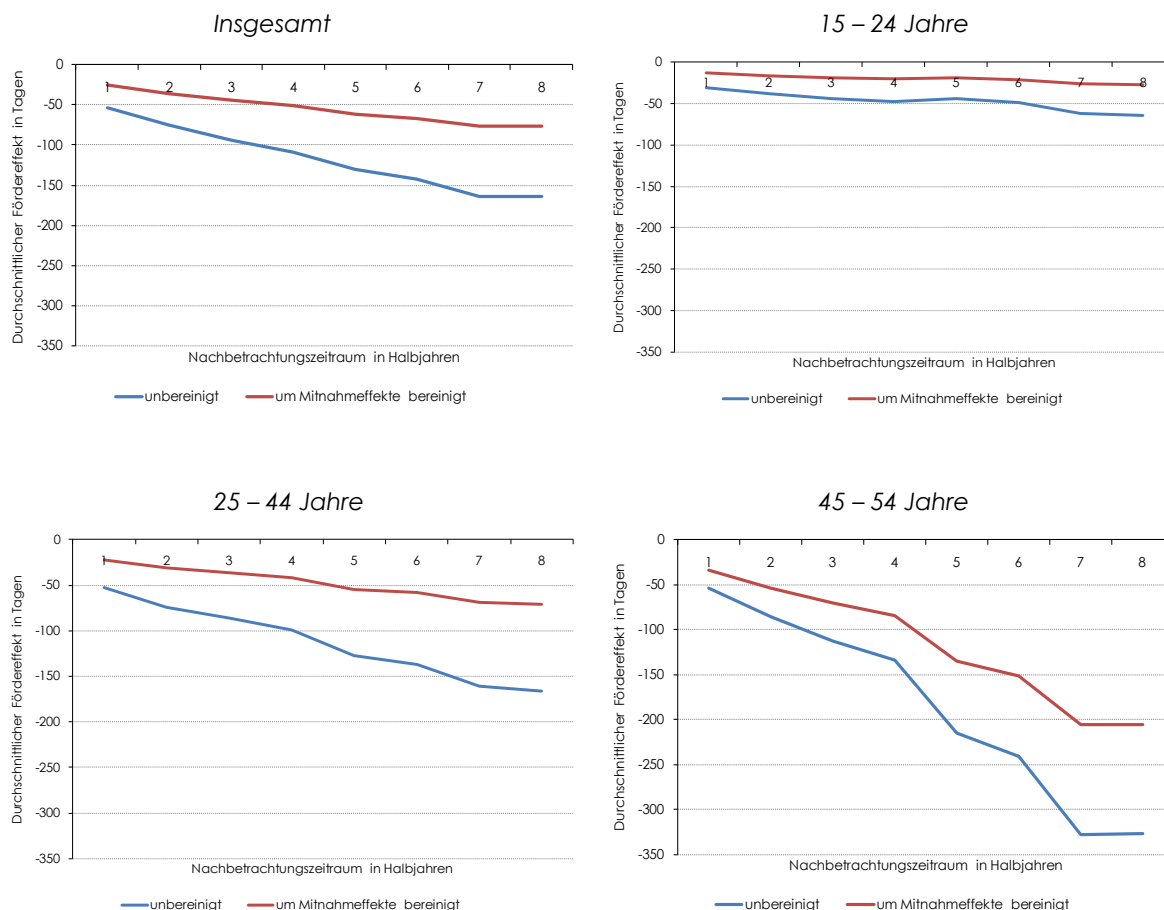 Insgesamt
Durchschnittlicher Fördereffekt in Tagen
0
-50
-100
-150
-200
-250
-300
-350
1 2 3 4 5 6 7 8
Nachbetrachtungszeitraum in Halbjahren
unbereinigt um Mitnahmeffekte bereinigt
15 – 24 Jahre
Durchschnittlicher Fördereffekt in Tagen
0
-50
-100
-150
-200
-250
-300
-350
1 2 3 4 5 6 7 8
Nachbetrachtungszeitraum in Halbjahren
unbereinigt um Mitnahmeffekte bereinigt
25 – 44 Jahre
Durchschnittlicher Fördereffekt in Tagen
0
-50
-100
-150
-200
-250
-300
-350
1 2 3 4 5 6 7 8
Nachbetrachtungszeitraum in Halbjahren
unbereinigt um Mitnahmeffekte bereinigt
45 – 54 Jahre
Durchschnittlicher Fördereffekt in Tagen
0
-50
-100
-150
-200
-250
-300
-350
1 2 3 4 5 6 7 8
Nachbetrachtungszeitraum in Halbjahren
unbereinigt um Mitnahmeffekte bereinigt